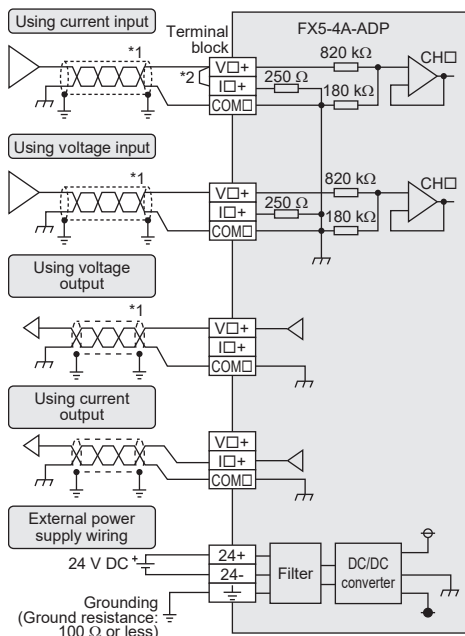 Using current input
FX5-4A-ADP
*1
Terminal
block
*2
V□+
I□+
COM□
250 Ω
820 kΩ
180 kΩ
CH□
Using voltage input
*1
V□+
I□+
COM□
250 Ω
820 kΩ
180 kΩ
CH□
Using voltage
output
*1
V□+
I□+
COM□
Using current
output
V□+
I□+
COM□
External power
supply wiring
24 V DC
+
24+
24-
Filter
DC/DC
converter
Grounding
(Ground resistance:
100 Ω or less)